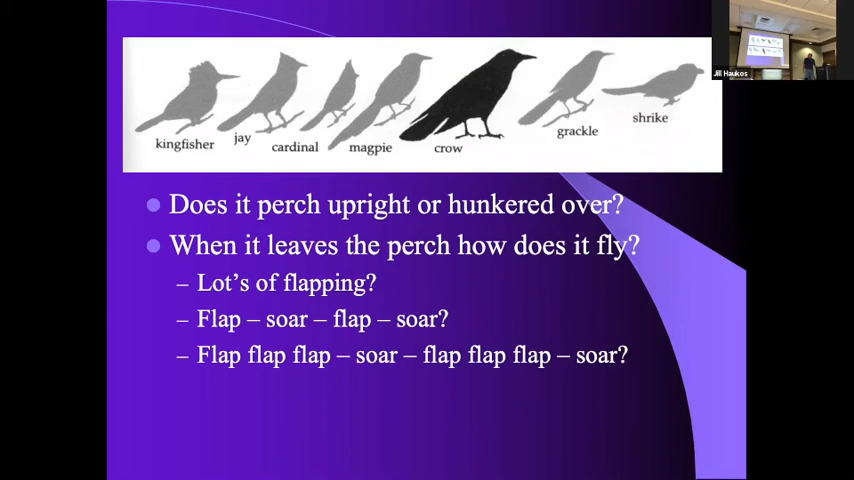 Jill Haukos
kingfisher jay cardinal magpie crow grackle shrike
Does it perch upright or hunkered over?
When it leaves the perch how does it fly?
– Lot's of flapping?
– Flap – soar – flap – soar?
– Flap flap flap – soar – flap flap flap – soar?